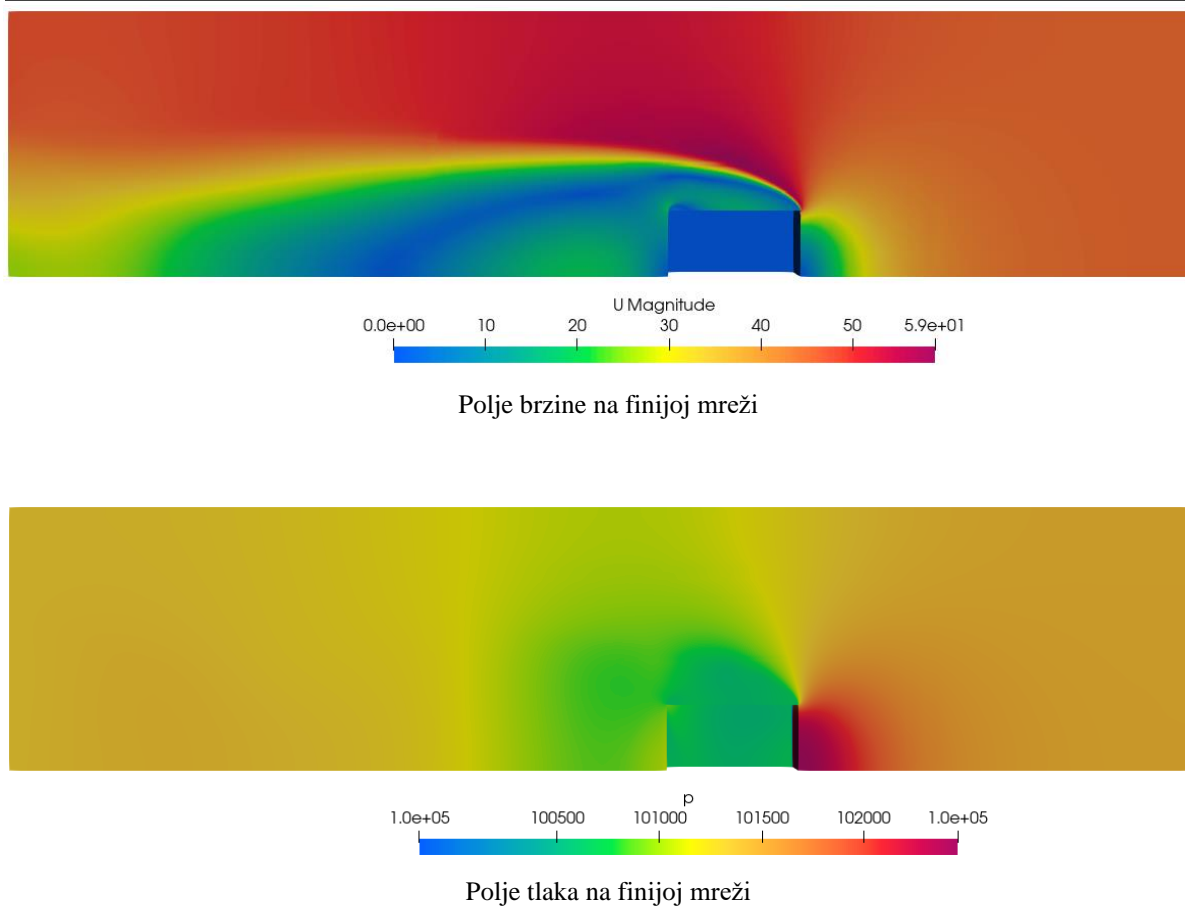 U Magnitude
0.0e+00 10 20 30 40 50 5.9e+01
Polje brzine na finijoj mreži
p
1.0e+05 100500 101000 101500 102000 1.0e+05
Polje tlaka na finijoj mreži